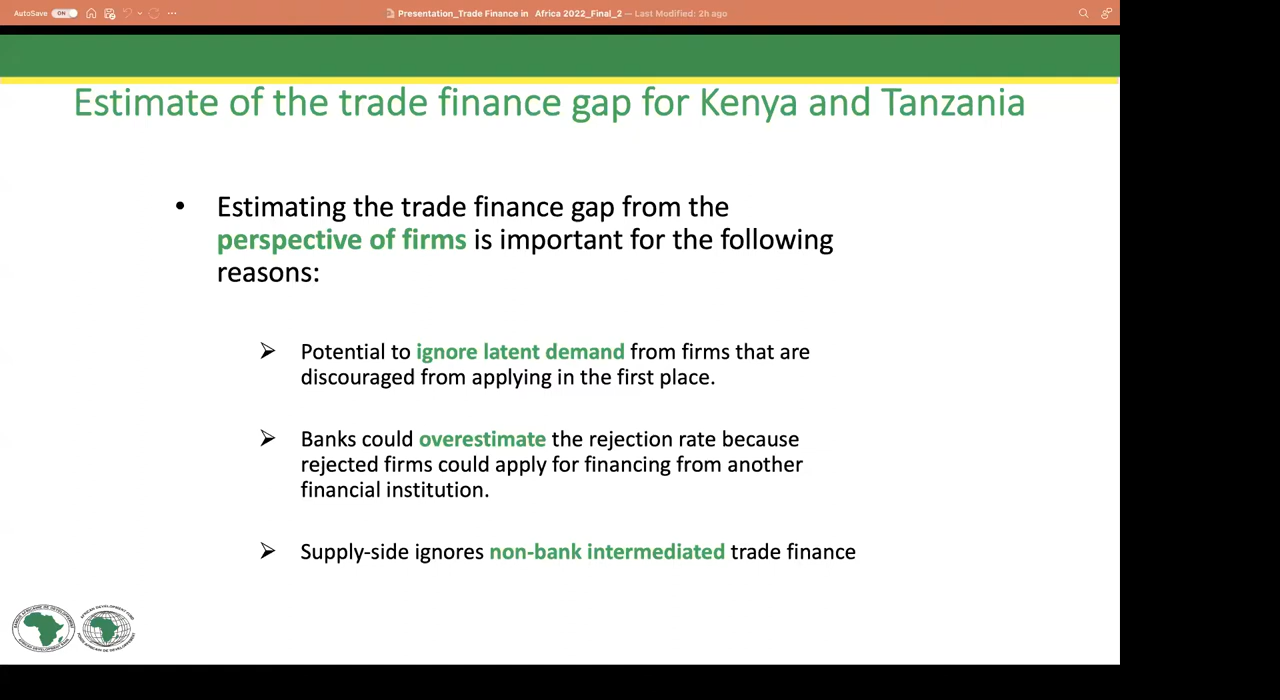 AutoSave ON
Presentation_Trade Finance in Africa 2022_Final_2 — Last Modified: 2h ago
Estimate of the trade finance gap for Kenya and Tanzania
• Estimating the trade finance gap from the
perspective of firms is important for the following
reasons:
➢ Potential to ignore latent demand from firms that are
discouraged from applying in the first place.
➢ Banks could overestimate the rejection rate because
rejected firms could apply for financing from another
financial institution.
➢ Supply-side ignores non-bank intermediated trade finance